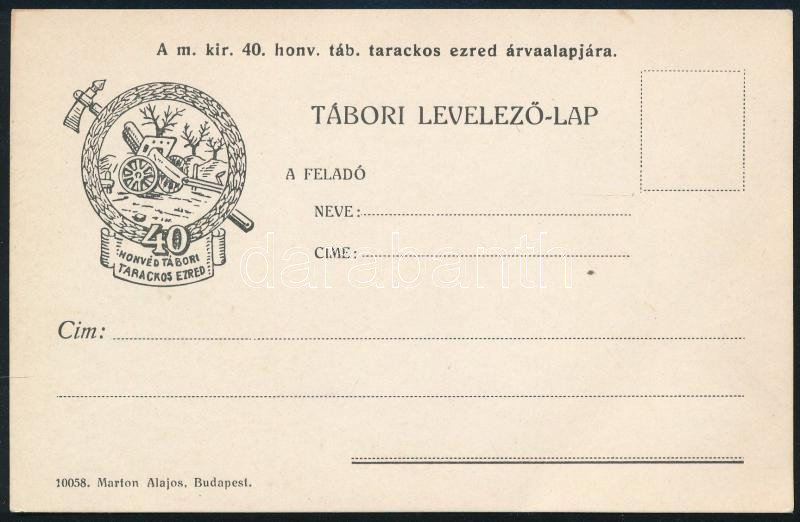 A m. kir. 40. honv. táb. tarackos ezred árvaalapjára.
TÁBORI LEVELEZŐ-LAP
A FELADÓ
NEVE:
CIME:
40
HONVÉD TÁBORI
TARACKOS EZRED
darabanth
Cim:
10058. Marton Alajos, Budapest.